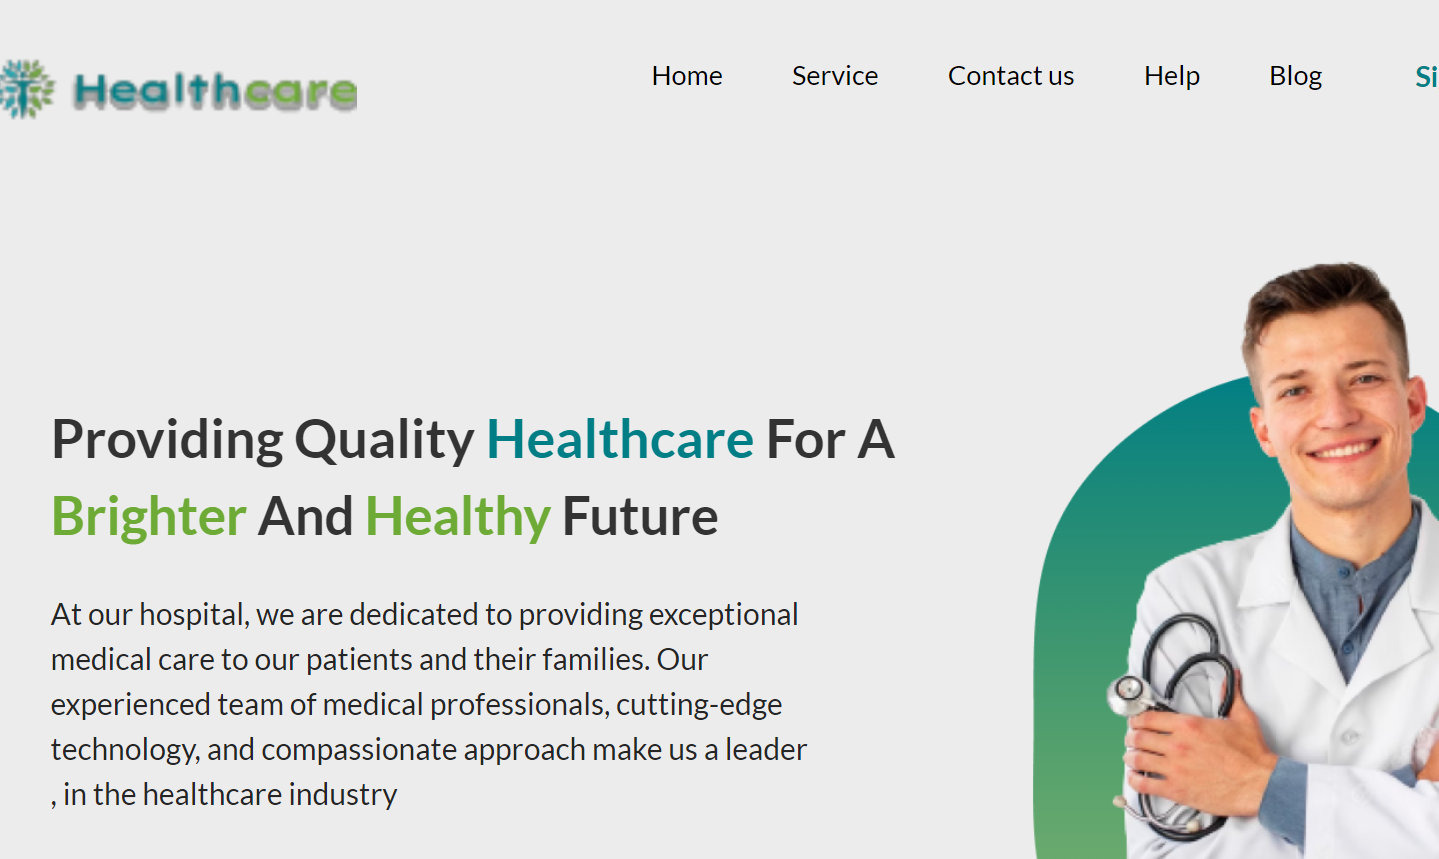 Healthcare
Home Service Contact us Help Blog Si
Providing Quality Healthcare For A
Brighter And Healthy Future
At our hospital, we are dedicated to providing exceptional
medical care to our patients and their families. Our
experienced team of medical professionals, cutting-edge
technology, and compassionate approach make us a leader
, in the healthcare industry